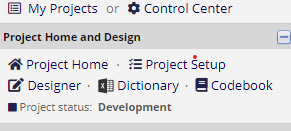 My Projects or Control Center
Project Home and Design
Project Home · Project Setup
Designer · Dictionary · Codebook
Project status: Development